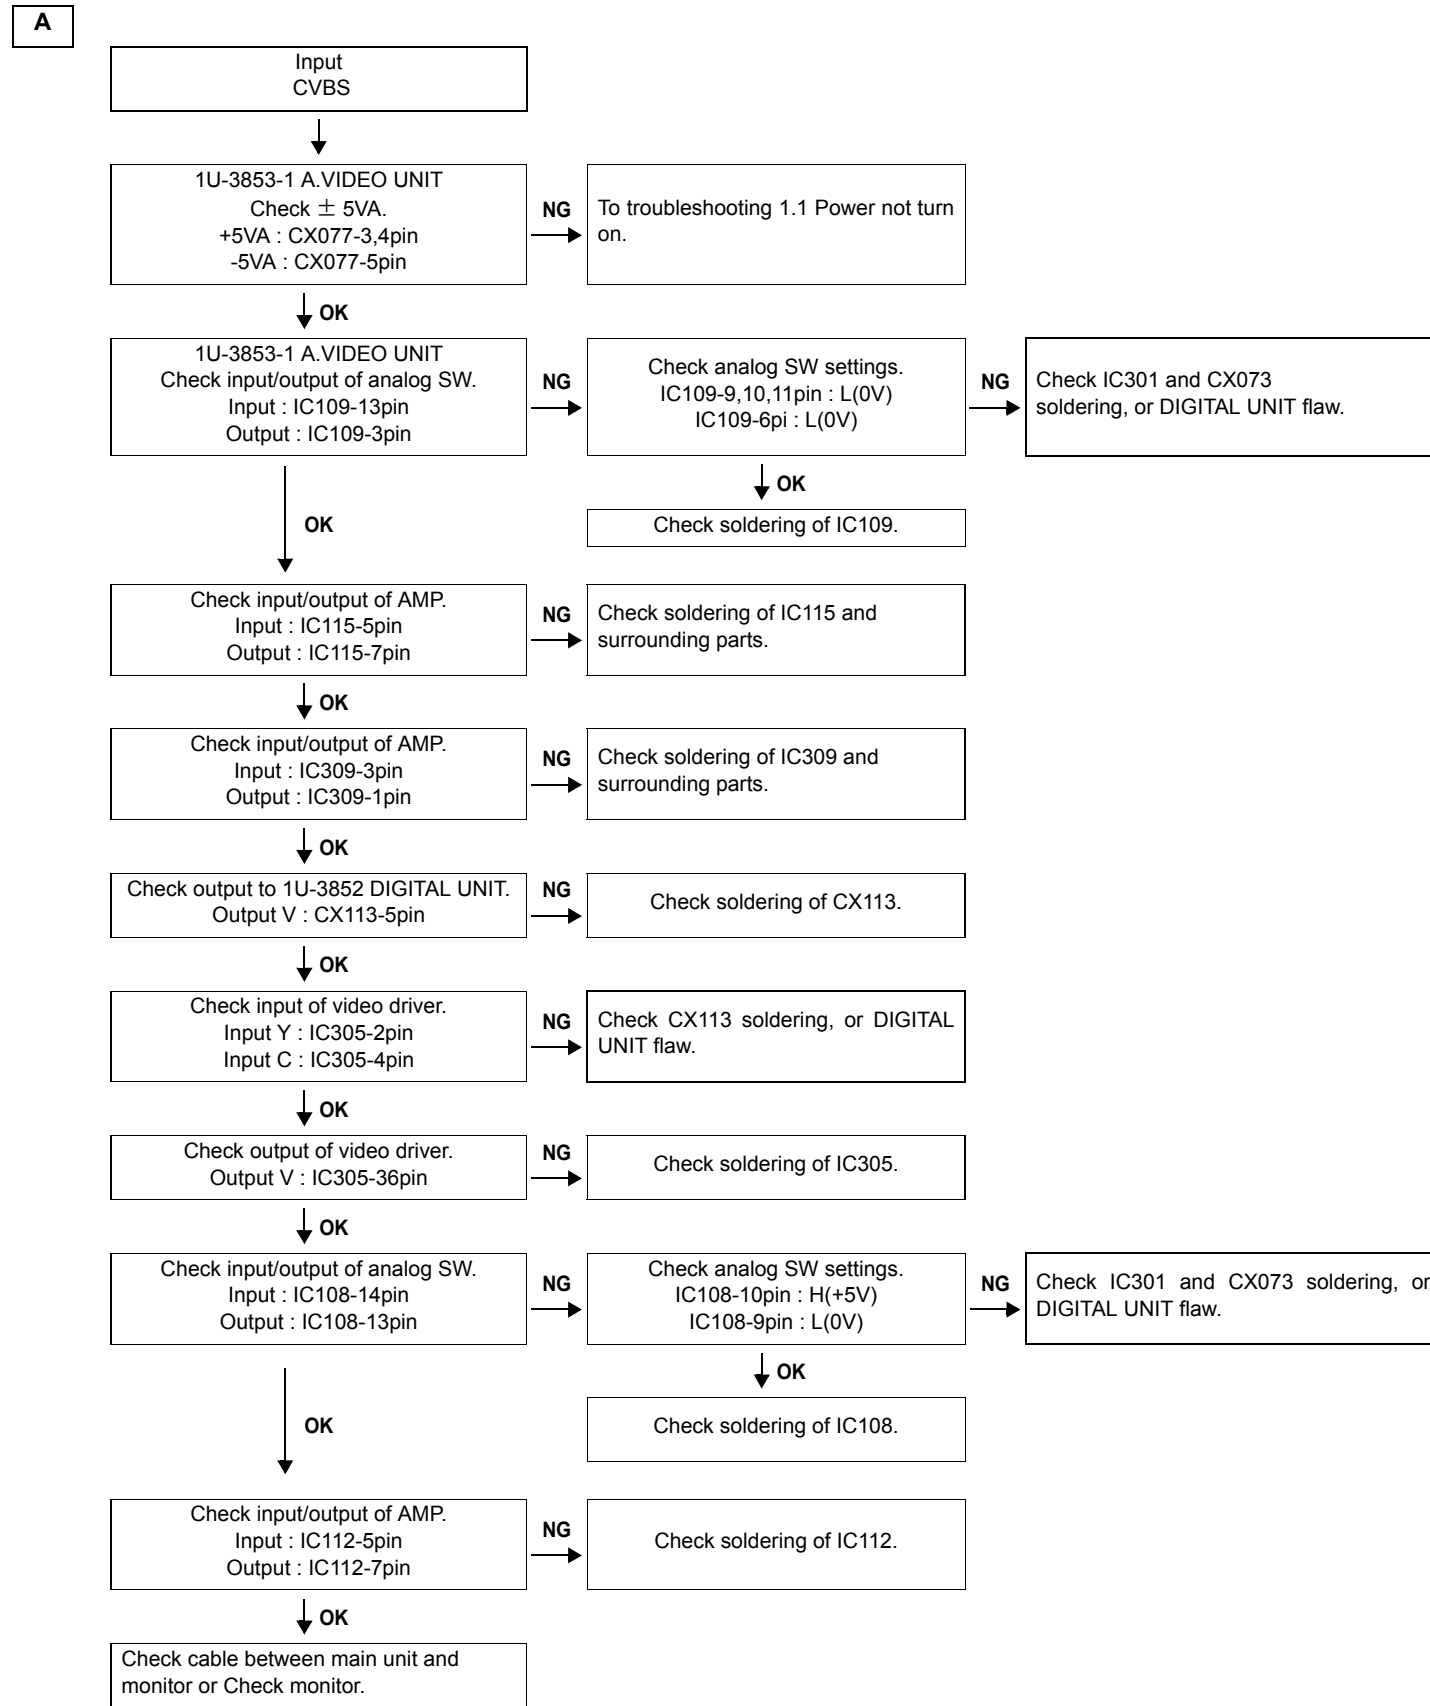 A
Input
CVBS
1U-3853-1 A.VIDEO UNIT
Check ± 5VA.
+5VA : CX077-3,4pin
-5VA : CX077-5pin
NG
To troubleshooting 1.1 Power not turn
on.
OK
1U-3853-1 A.VIDEO UNIT
Check input/output of analog SW.
Input : IC109-13pin
Output : IC109-3pin
NG
Check analog SW settings.
IC109-9,10,11pin : L(0V)
IC109-6pi : L(0V)
NG
Check IC301 and CX073
soldering, or DIGITAL UNIT flaw.
OK
Check soldering of IC109.
OK
Check input/output of AMP.
Input : IC115-5pin
Output : IC115-7pin
NG
Check soldering of IC115 and
surrounding parts.
OK
Check input/output of AMP.
Input : IC309-3pin
Output : IC309-1pin
NG
Check soldering of IC309 and
surrounding parts.
OK
Check output to 1U-3852 DIGITAL UNIT.
Output V : CX113-5pin
NG
Check soldering of CX113.
OK
Check input of video driver.
Input Y : IC305-2pin
Input C : IC305-4pin
NG
Check CX113 soldering, or DIGITAL
UNIT flaw.
OK
Check output of video driver.
Output V : IC305-36pin
NG
Check soldering of IC305.
OK
Check input/output of analog SW.
Input : IC108-14pin
Output : IC108-13pin
NG
Check analog SW settings.
IC108-10pin : H(+5V)
IC108-9pin : L(0V)
NG
Check IC301 and CX073 soldering, or
DIGITAL UNIT flaw.
OK
Check soldering of IC108.
OK
Check input/output of AMP.
Input : IC112-5pin
Output : IC112-7pin
NG
Check soldering of IC112.
OK
Check cable between main unit and
monitor or Check monitor.